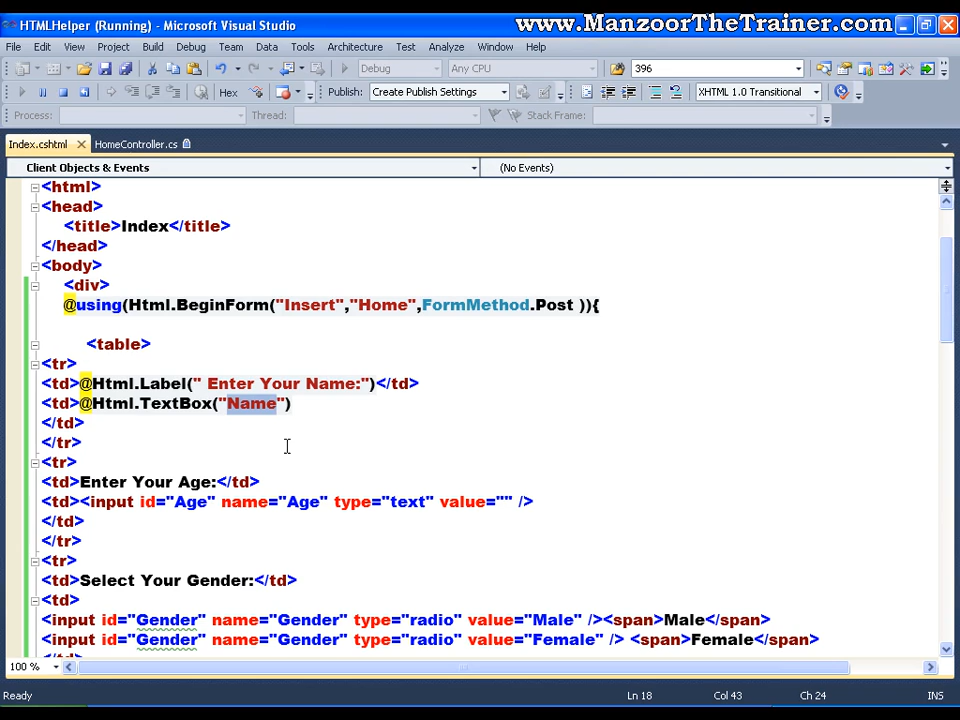 HTMLHelper (Running) - Microsoft Visual Studio
www.ManzoorTheTrainer.com
File Edit View Project Build Debug Team Data Tools Architecture Test Analyze Window Help
Debug Any CPU 396
Hex Publish: Create Publish Settings XHTML 1.0 Transitional
Process: Thread: Stack Frame:
Index.cshtml HomeController.cs
Client Objects & Events (No Events)
<html>
<head>
<title>Index</title>
</head>
<body>
<div>
@using(Html.BeginForm("Insert","Home",FormMethod.Post )){
<table>
<tr>
<td>@Html.Label(" Enter Your Name:")</td>
<td>@Html.TextBox("Name")
</td>
</tr>
<tr>
<td>Enter Your Age:</td>
<td><input id="Age" name="Age" type="text" value="" />
</td>
</tr>
<tr>
<td>Select Your Gender:</td>
<td>
<input id="Gender" name="Gender" type="radio" value="Male" /><span>Male</span>
<input id="Gender" name="Gender" type="radio" value="Female" /> <span>Female</span>
</td>
100 %
Ready Ln 18 Col 43 Ch 24 INS